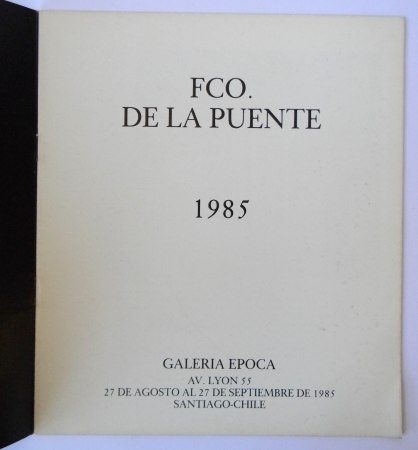 FCO.
DE LA PUENTE
1985
GALERIA EPOCA
AV. LYON 55
27 DE AGOSTO AL 27 DE SEPTIEMBRE DE 1985
SANTIAGO-CHILE